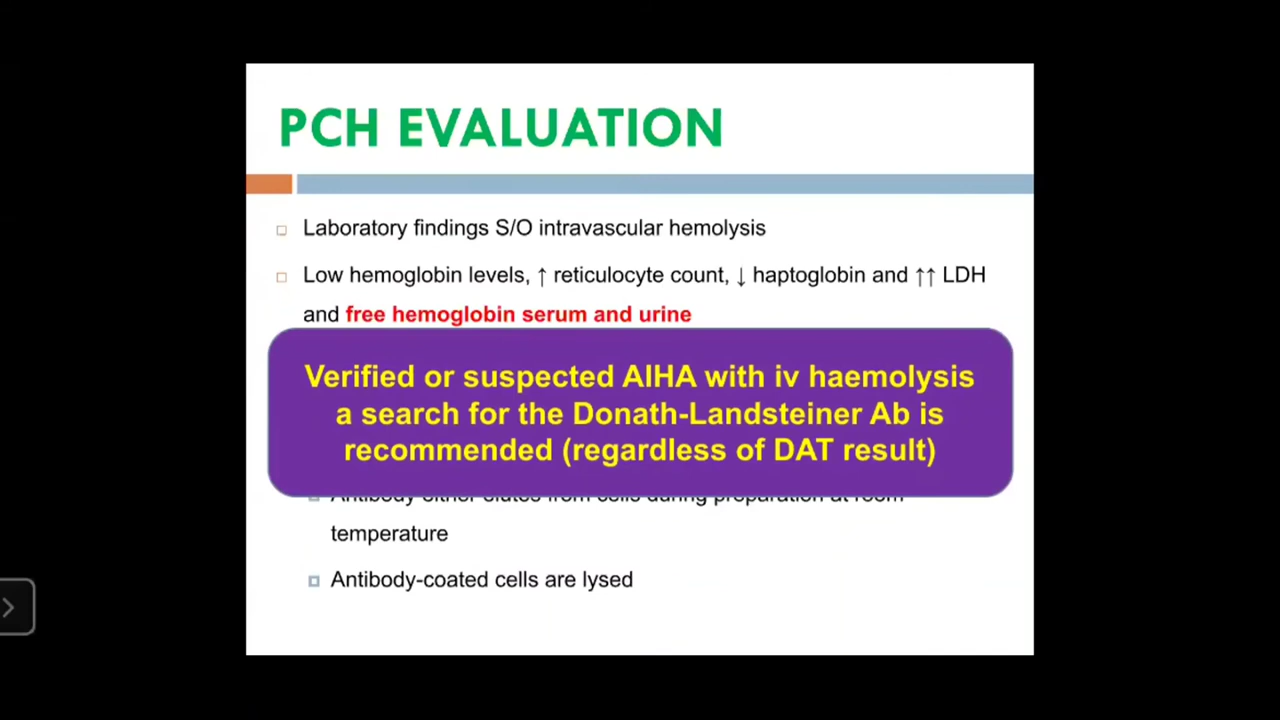 PCH EVALUATION
Laboratory findings S/O intravascular hemolysis
Low hemoglobin levels, ↑ reticulocyte count, ↓ haptoglobin and ↑↑ LDH
and free hemoglobin serum and urine
Verified or suspected AIHA with iv haemolysis
a search for the Donath-Landsteiner Ab is
recommended (regardless of DAT result)
Antibody either elutes from cells during preparation at room
temperature
Antibody-coated cells are lysed